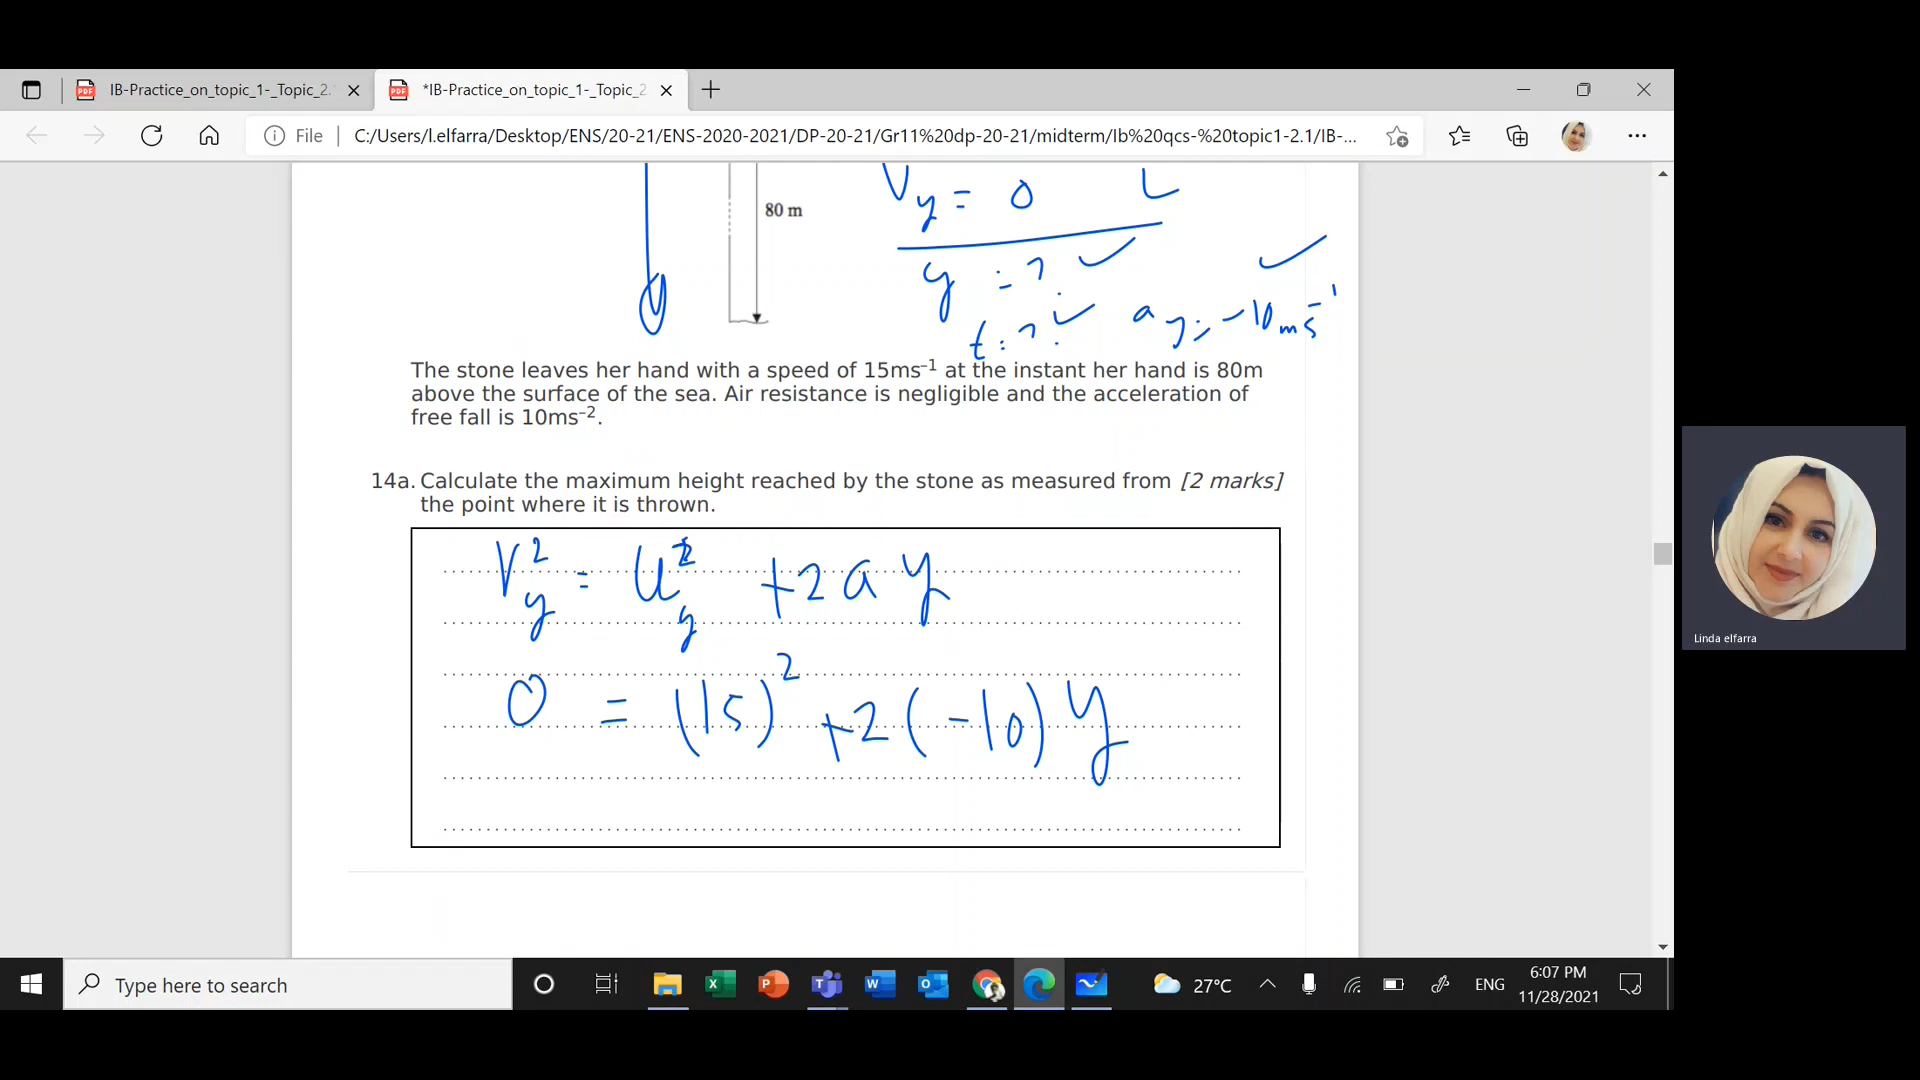 IB-Practice_on_topic_1-_Topic_2.
*IB-Practice_on_topic_1-_Topic_2
File
C:/Users/l.elfarra/Desktop/ENS/20-21/ENS-2020-2021/DP-20-21/Gr11%20dp-20-21/midterm/Ib%20qcs-%20topic1-2.1/IB-...
Vy = 0
80 m
y = ?
t = ? ay = -10 ms⁻¹
The stone leaves her hand with a speed of 15ms⁻¹ at the instant her hand is 80m
above the surface of the sea. Air resistance is negligible and the acceleration of
free fall is 10ms⁻².
14a. Calculate the maximum height reached by the stone as measured from [2 marks]
the point where it is thrown.
Vy² = uy² + 2 a y
0 = (15)² + 2 (-10) y
Linda elfarra
Type here to search
27°C
ENG
6:07 PM
11/28/2021